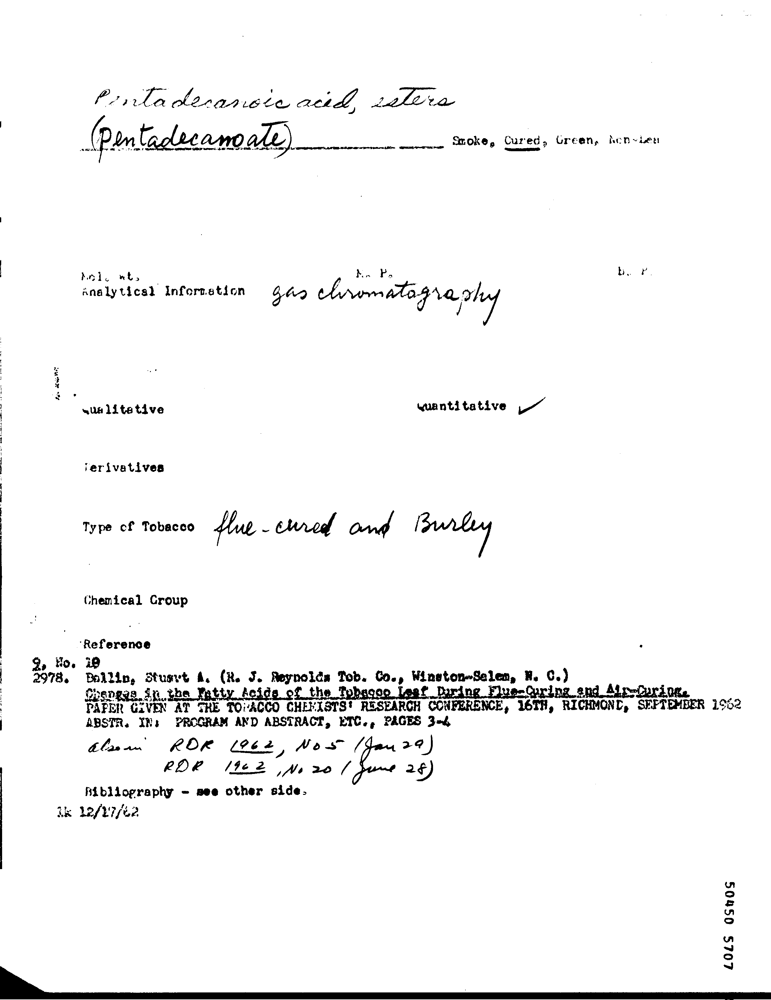 Pentadecanoic acid, esters
(pentadecanoate) Smoke, Cured, Green, Non-Leaf
Mol. wt. M. P. B. P.
Analytical Information gas chromatography
Qualitative Quantitative ✓
Derivatives
Type of Tobacco flue-cured and Burley
Chemical Group
Reference
9, No. 10
2978. Bellin, Stuart A. (R. J. Reynolds Tob. Co., Winston-Salem, N. C.)
Changes in the Fatty Acids of the Tobacco Leaf During Flue-Curing and Air-Curing.
PAPER GIVEN AT THE TOBACCO CHEMISTS' RESEARCH CONFERENCE, 16TH, RICHMOND, SEPTEMBER 1962
ABSTR. IN: PROGRAM AND ABSTRACT, ETC., PAGES 3-4
also in RDR 1962, No 5 (Jan 29)
RDR 1962, No 20 (June 28)
Bibliography - see other side.
lk 12/17/62
50450 5707